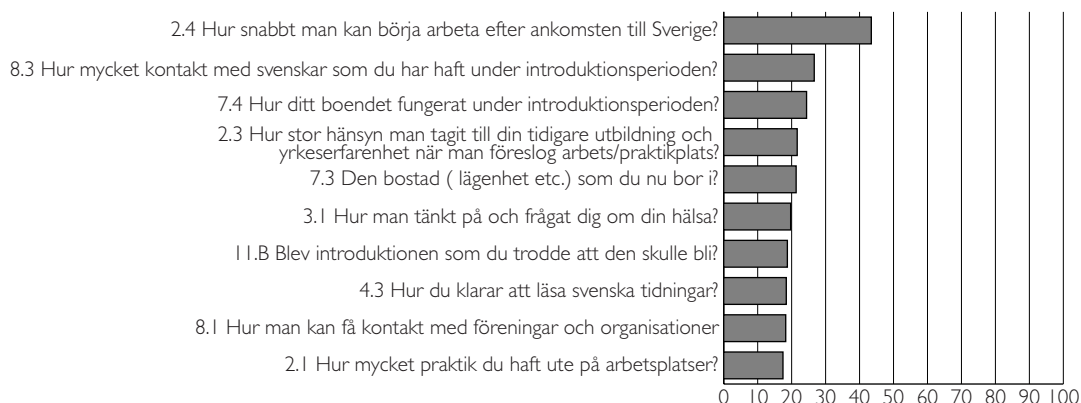 2.4 Hur snabbt man kan börja arbeta efter ankomsten till Sverige?
8.3 Hur mycket kontakt med svenskar som du har haft under introduktionsperioden?
7.4 Hur ditt boendet fungerat under introduktionsperioden?
2.3 Hur stor hänsyn man tagit till din tidigare utbildning och
yrkeserfarenhet när man föreslog arbets/praktikplats?
7.3 Den bostad ( lägenhet etc.) som du nu bor i?
3.1 Hur man tänkt på och frågat dig om din hälsa?
11.B Blev introduktionen som du trodde att den skulle bli?
4.3 Hur du klarar att läsa svenska tidningar?
8.1 Hur man kan få kontakt med föreningar och organisationer
2.1 Hur mycket praktik du haft ute på arbetsplatser?
0 10 20 30 40 50 60 70 80 90 100